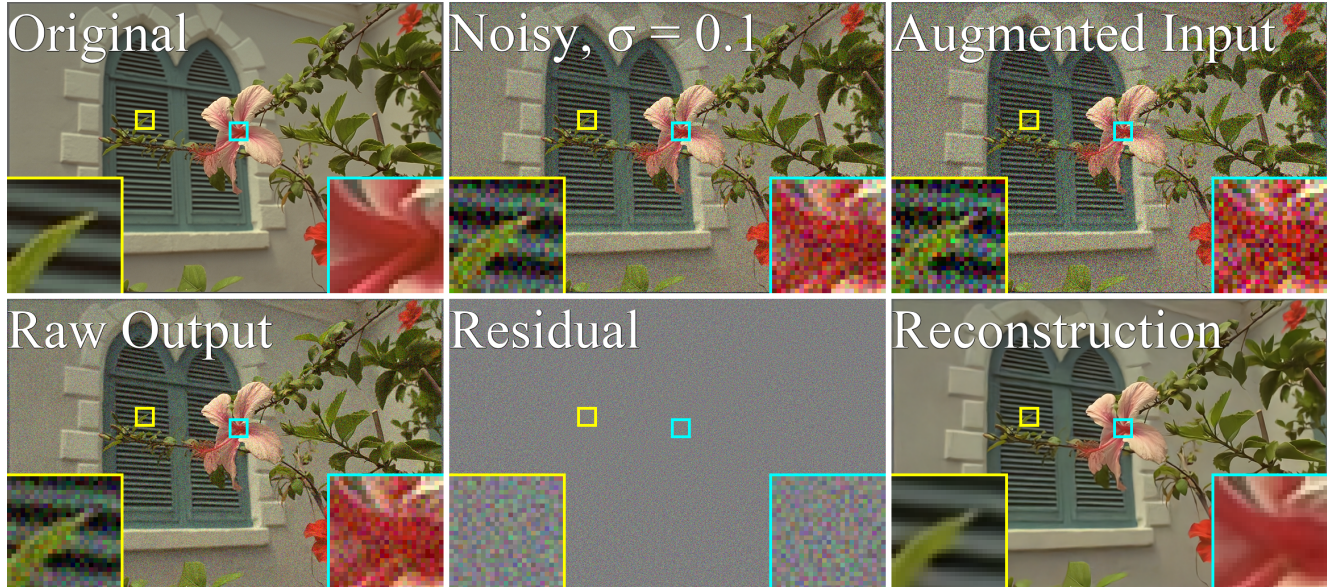 Original
Noisy, σ = 0.1
Augmented Input
Raw Output
Residual
Reconstruction